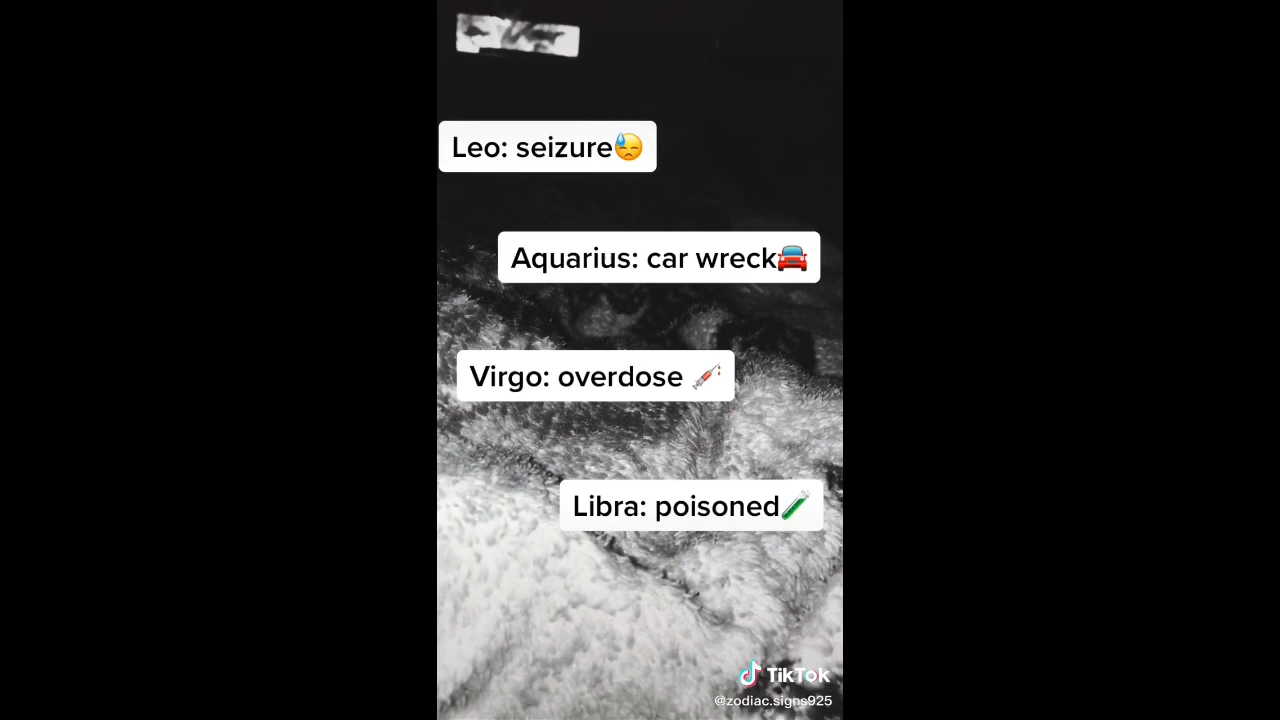 Leo: seizure😓
Aquarius: car wreck🚘
Virgo: overdose 💉
Libra: poisoned🧪
TikTok
@zodiac.signs925